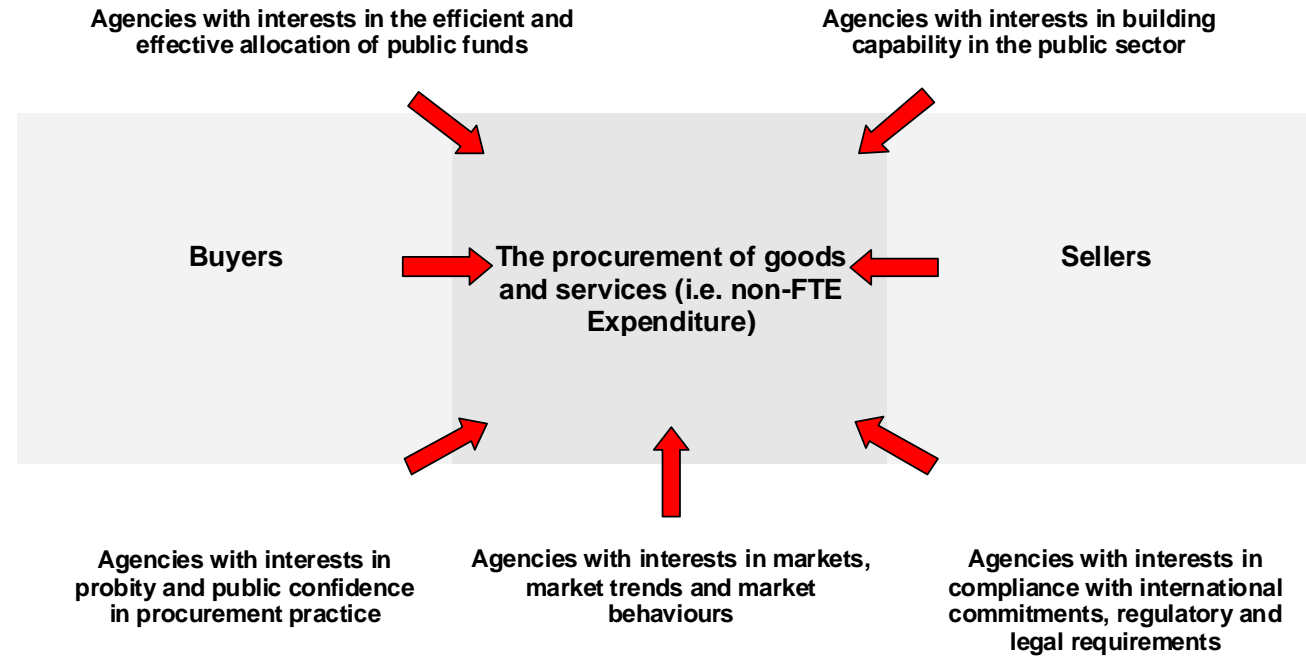 Agencies with interests in the efficient and
effective allocation of public funds
Agencies with interests in building
capability in the public sector
Buyers
The procurement of goods
and services (i.e. non-FTE
Expenditure)
Sellers
Agencies with interests in
probity and public confidence
in procurement practice
Agencies with interests in markets,
market trends and market
behaviours
Agencies with interests in
compliance with international
commitments, regulatory and
legal requirements